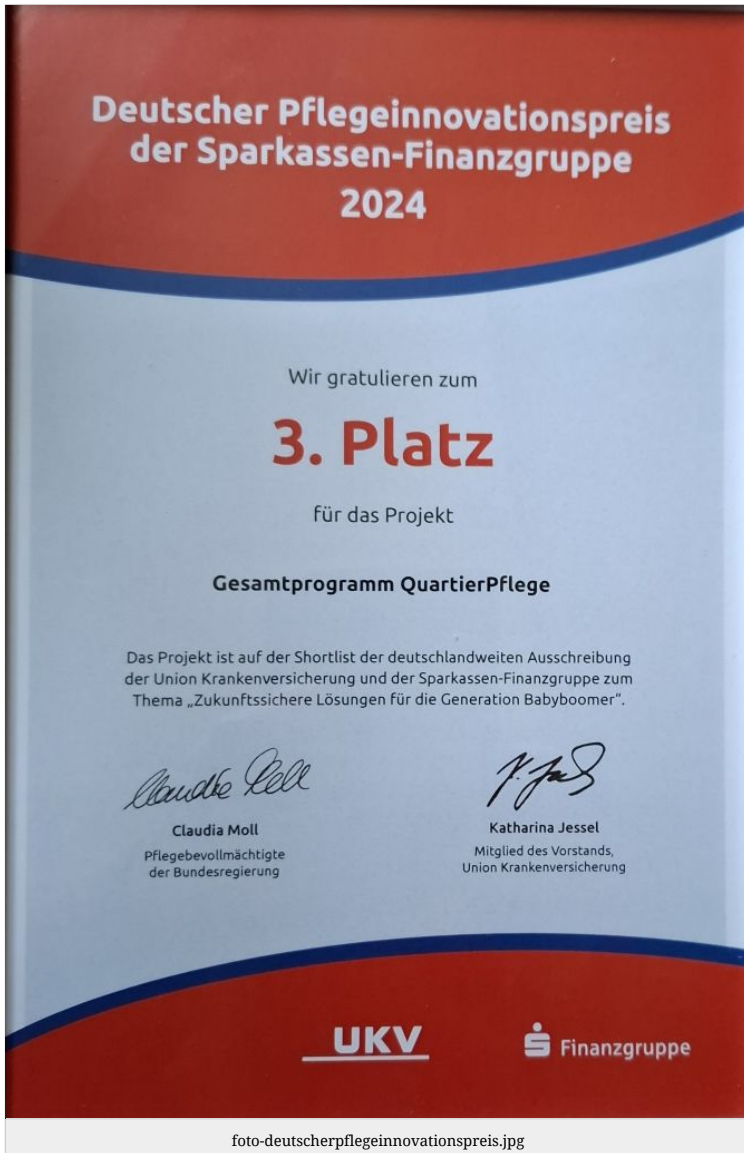 Deutscher Pflegeinnovationspreis
der Sparkassen-Finanzgruppe
2024
Wir gratulieren zum
3. Platz
für das Projekt
Gesamtprogramm QuartierPflege
Das Projekt ist auf der Shortlist der deutschlandweiten Ausschreibung
der Union Krankenversicherung und der Sparkassen-Finanzgruppe zum
Thema „Zukunftssichere Lösungen für die Generation Babyboomer“.
Claudia Moll
Claudia Moll
Pflegebevollmächtigte
der Bundesregierung
Katharina Jessel
Mitglied des Vorstands,
Union Krankenversicherung
UKV
Finanzgruppe
foto-deutscherpflegeinnovationspreis.jpg